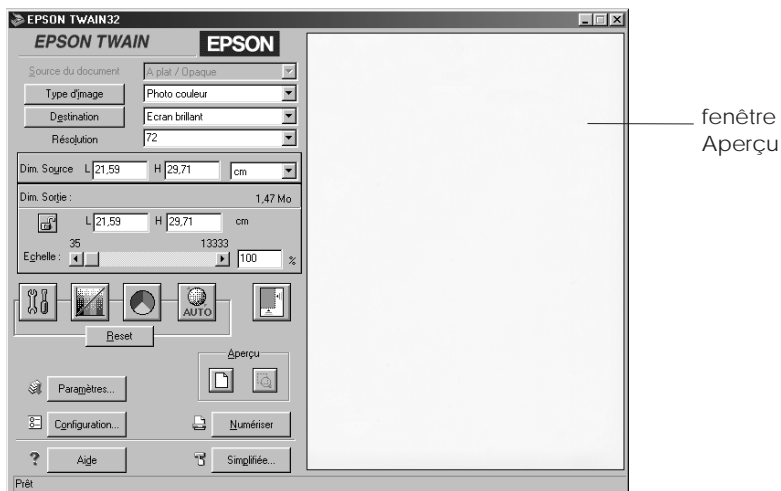 EPSON TWAIN32
EPSON TWAIN EPSON
Source du document A plat / Opaque
Type d'image Photo couleur
Destination Ecran brillant
Résolution 72
Dim. Source L 21,59 H 29,71 cm
Dim. Sortie : 1,47 Mo
L 21,59 H 29,71 cm
35 13333
Echelle : 100 %
AUTO
Reset
Aperçu
Paramètres...
Configuration... Numériser
? Aide Simplifiée...
Prêt
fenêtre
Aperçu